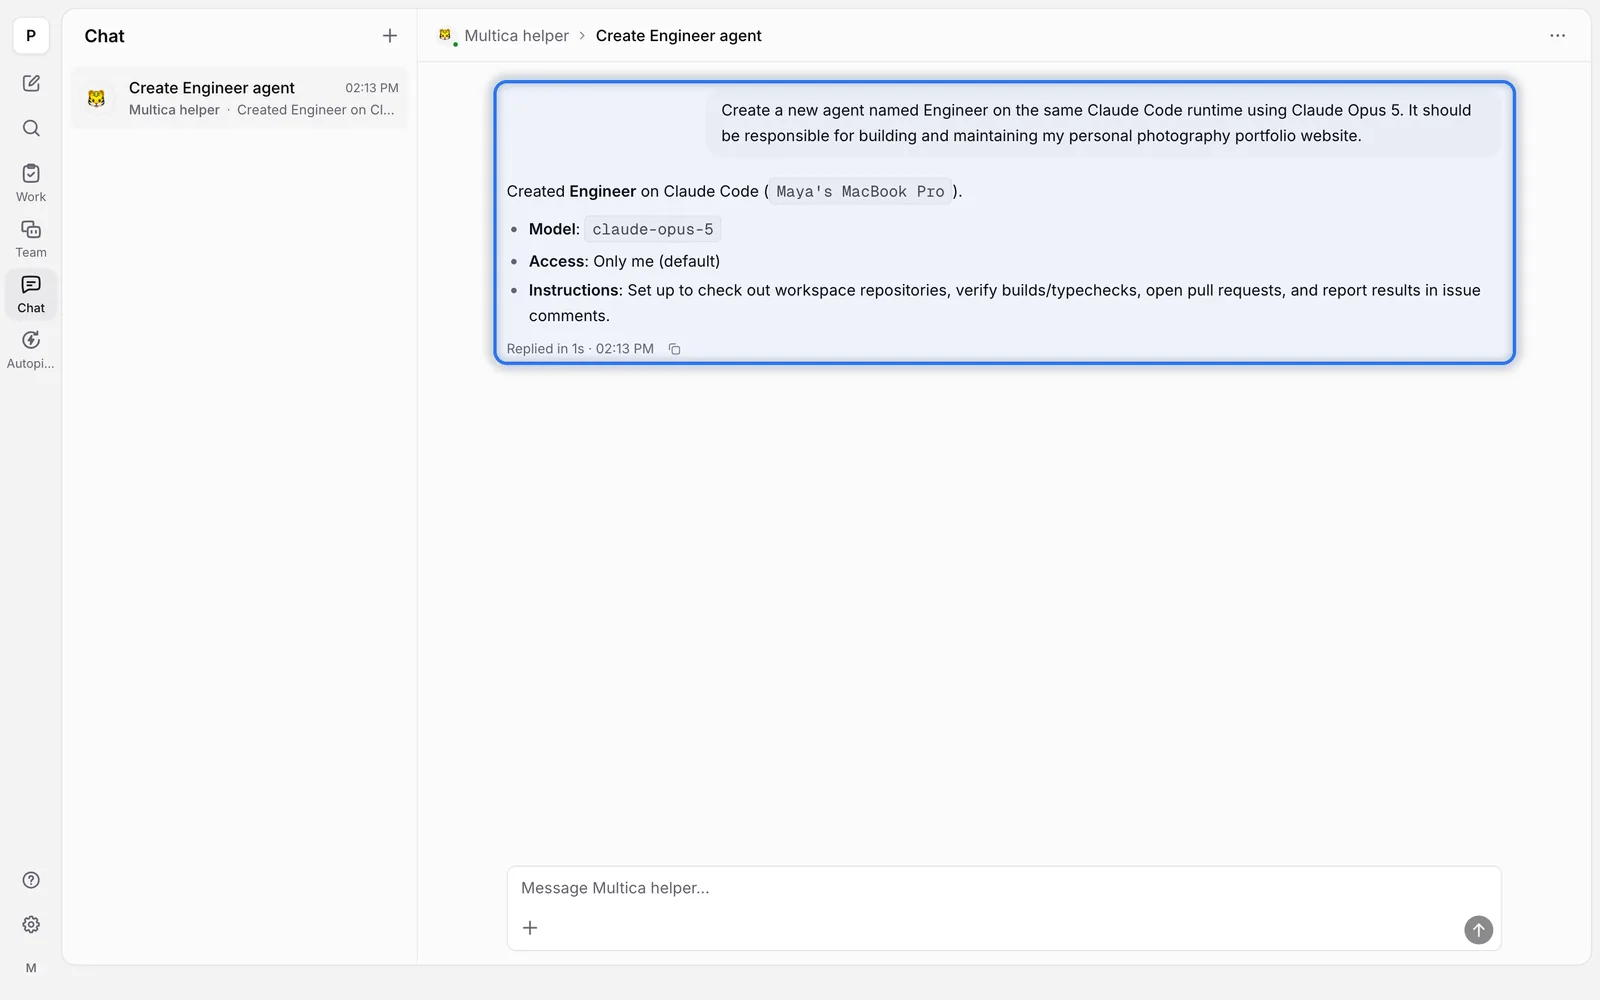 P
Chat
Multica helper › Create Engineer agent
Create Engineer agent 02:13 PM
Multica helper · Created Engineer on Cl...
Work
Team
Chat
Autopi...
Create a new agent named Engineer on the same Claude Code runtime using Claude Opus 5. It should
be responsible for building and maintaining my personal photography portfolio website.
Created Engineer on Claude Code ( Maya's MacBook Pro ).
• Model: claude-opus-5
• Access: Only me (default)
• Instructions: Set up to check out workspace repositories, verify builds/typechecks, open pull requests, and report results in issue
comments.
Replied in 1s · 02:13 PM
Message Multica helper...
M